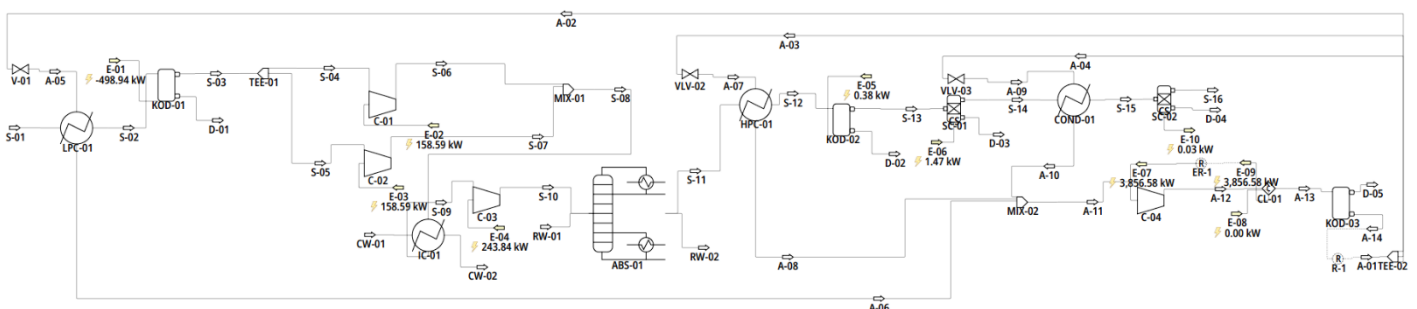 A-02
A-03
A-04
V-01
A-05
E-01
-498.94 kW
S-03
TEE-01
S-04
S-06
KOD-01
C-01
MIX-01
S-08
VLV-02
A-07
E-05
0.38 kW
VLV-03
A-09
S-01
LPC-01
S-02
D-01
E-02
158.59 kW
S-07
HPC-01
S-12
KOD-02
S-13
CS
SC-01
S-14
COND-01
S-15
CS
SC-02
S-16
D-04
S-05
C-02
E-03
158.59 kW
S-09
C-03
S-10
S-11
D-02
E-06
1.47 kW
D-03
A-10
E-10
0.03 kW
E-07
3,856.58 kW
R
ER-1
E-09
3,856.58 kW
CW-01
IC-01
CW-02
E-04
243.84 kW
RW-01
ABS-01
RW-02
MIX-02
A-11
C-04
A-12
E-08
0.00 kW
C
CL-01
A-13
D-05
KOD-03
A-14
A-08
R
R-1
A-01
TEE-02
A-06